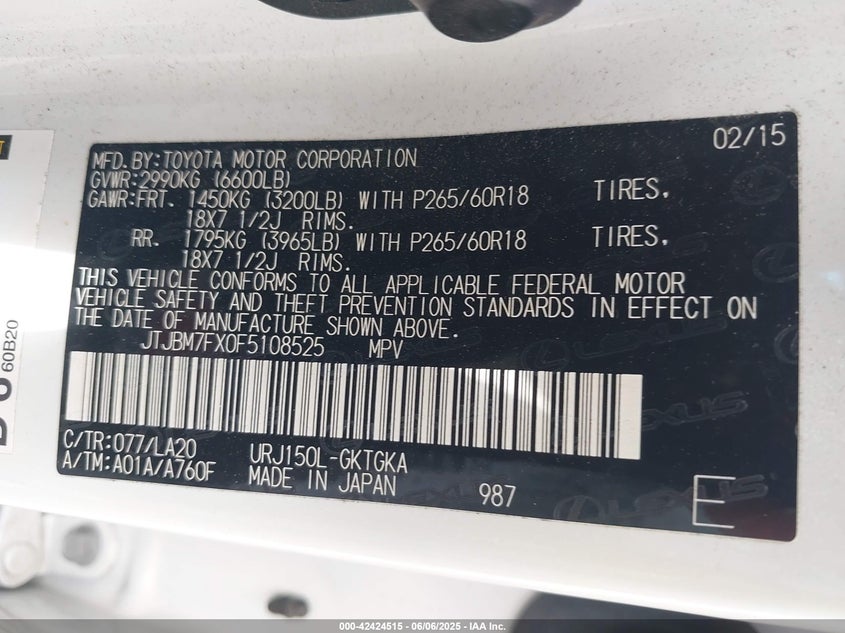 02/15
MFD. BY: TOYOTA MOTOR CORPORATION
GVWR: 2990KG (6600LB)
GAWR: FRT. 1450KG (3200LB) WITH P265/60R18 TIRES,
18X7 1/2J RIMS.
RR. 1795KG (3965LB) WITH P265/60R18 TIRES,
18X7 1/2J RIMS.
THIS VEHICLE CONFORMS TO ALL APPLICABLE FEDERAL MOTOR
VEHICLE SAFETY AND THEFT PREVENTION STANDARDS IN EFFECT ON
THE DATE OF MANUFACTURE SHOWN ABOVE.
JTJBM7FX0F5108525 MPV
C/TR: 077/LA20 URJ150L-GKTGKA
A/TM: A01A/A760F MADE IN JAPAN 987
E
LEXUS
LEXUS
60B20
000-42424515 - 06/06/2025 - IAA Inc.